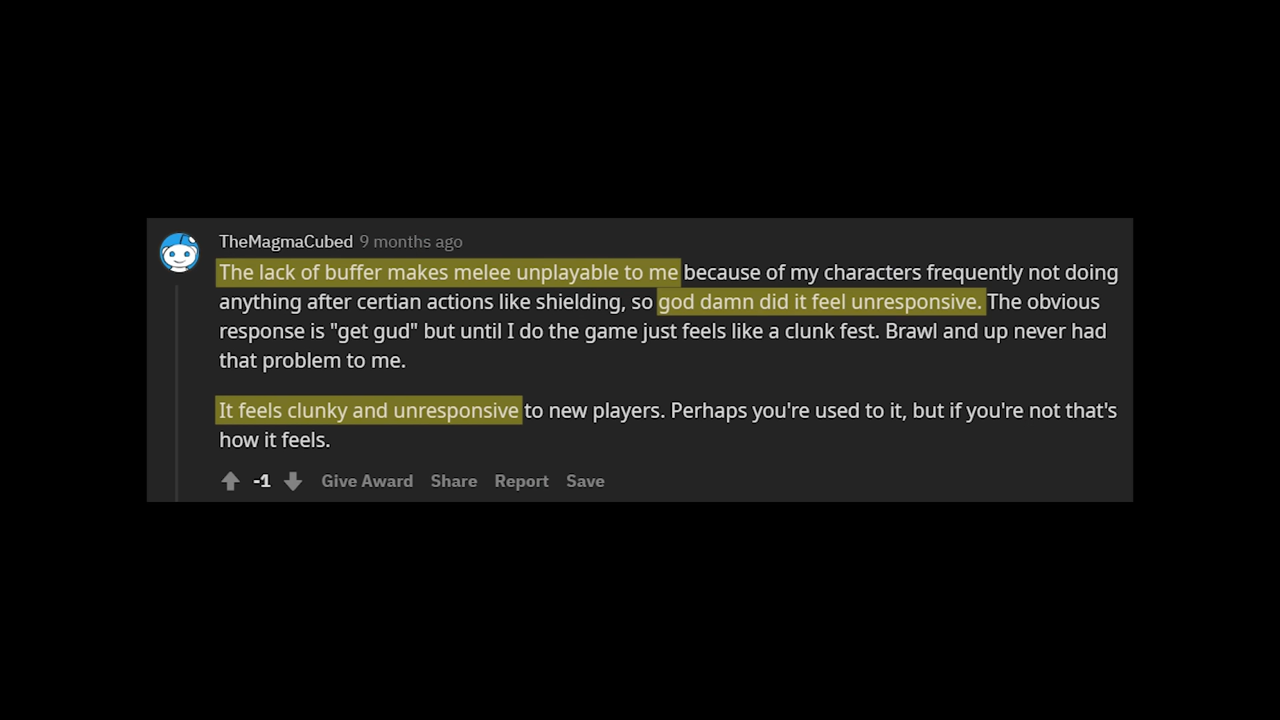 TheMagmaCubed 9 months ago
The lack of buffer makes melee unplayable to me because of my characters frequently not doing
anything after certian actions like shielding, so god damn did it feel unresponsive. The obvious
response is "get gud" but until I do the game just feels like a clunk fest. Brawl and up never had
that problem to me.
It feels clunky and unresponsive to new players. Perhaps you're used to it, but if you're not that's
how it feels.
-1 Give Award Share Report Save